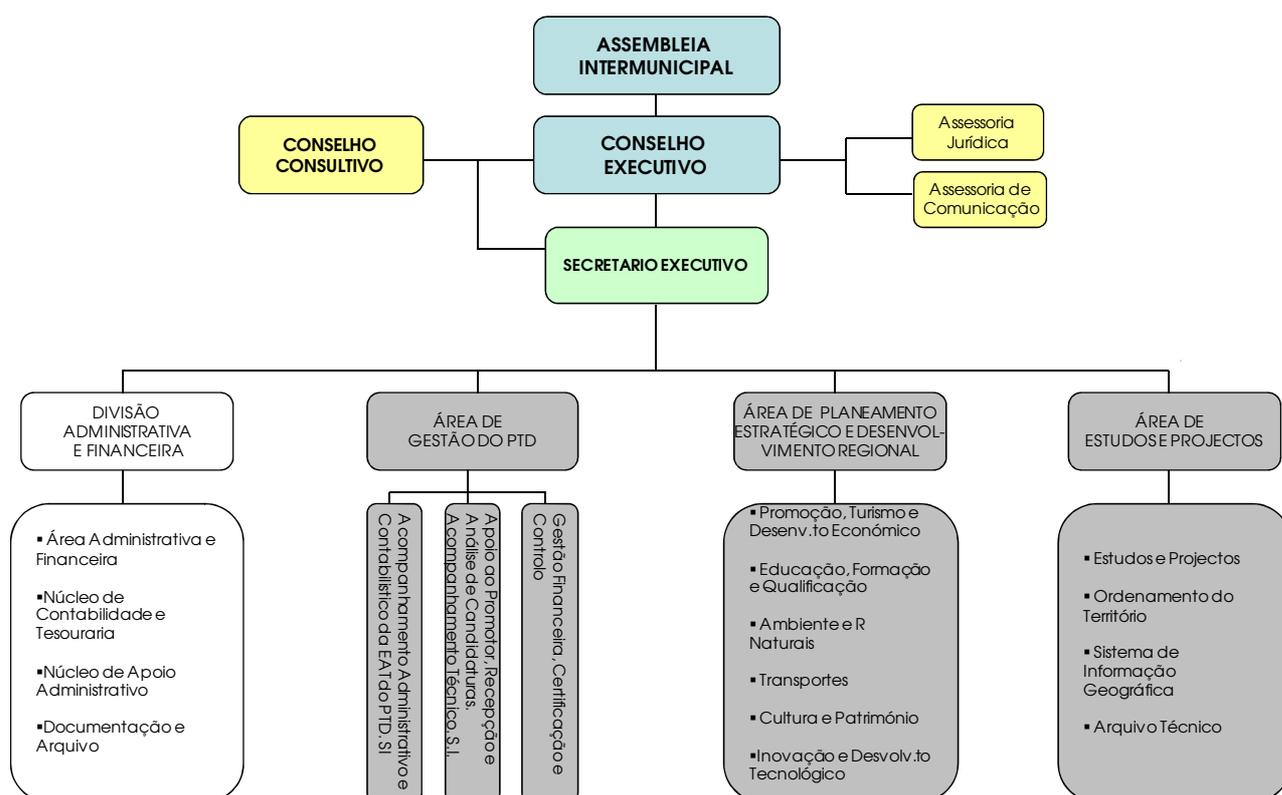 ASSEMBLEIA
INTERMUNICIPAL
CONSELHO
CONSULTIVO
CONSELHO
EXECUTIVO
Assessoria
Jurídica
Assessoria de
Comunicação
SECRETARIO EXECUTIVO
DIVISÃO
ADMINISTRATIVA
E FINANCEIRA
ÁREA DE
GESTÃO DO PTD
ÁREA DE PLANEAMENTO
ESTRATÉGICO E DESENVOL-
VIMENTO REGIONAL
ÁREA DE
ESTUDOS E PROJECTOS
▪ Área Administrativa e
Financeira
▪Núcleo de
Contabilidade e
Tesouraria
▪Núcleo de Apoio
Administrativo
▪Documentação e
Arquivo
Acompanhamento Administrativo e
Contabilístico da EAT do PTD, SI
Apoio ao Promotor, Recepção e
Análise de Candidaturas.
Acompanhamento Técnico, S.I.
Gestão Financeira, Certificação e
Controlo
▪ Promoção, Turismo e
Desenv.to Económico
▪ Educação, Formação
e Qualificação
▪ Ambiente e R
Naturais
▪ Transportes
▪ Cultura e Património
▪Inovação e Desvolv.to
Tecnológico
▪ Estudos e Projectos
▪ Ordenamento do
Território
▪ Sistema de
Informação
Geográfica
▪ Arquivo Técnico